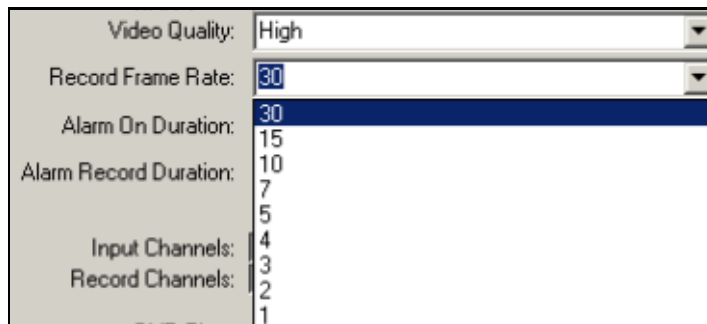 Video Quality: High
Record Frame Rate: 30
30
Alarm On Duration:
15
10
Alarm Record Duration:
7
5
Input Channels:
4
3
Record Channels:
2
1